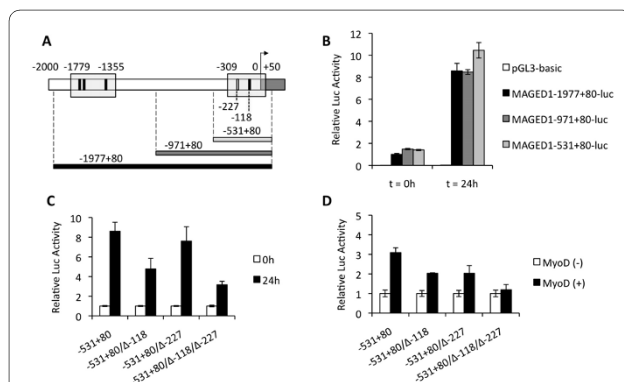 A
-2000 -1779 -1355 -309 0 +50
-227
-118
-531+80
-971+80
-1977+80
B
Relative Luc Activity
12
10
8
6
4
2
0
t = 0h t = 24h
pGL3-basic
MAGED1-1977+80-luc
MAGED1-971+80-luc
MAGED1-531+80-luc
C
Relative Luc Activity
10
8
6
4
2
0
0h
24h
-531+80
-531+80/Δ-118
-531+80/Δ-227
-531+80/Δ-118/Δ-227
D
Relative Luc Activity
5
4
3
2
1
0
MyoD (-)
MyoD (+)
-531+80
-531+80/Δ-118
-531+80/Δ-227
-531+80/Δ-118/Δ-227